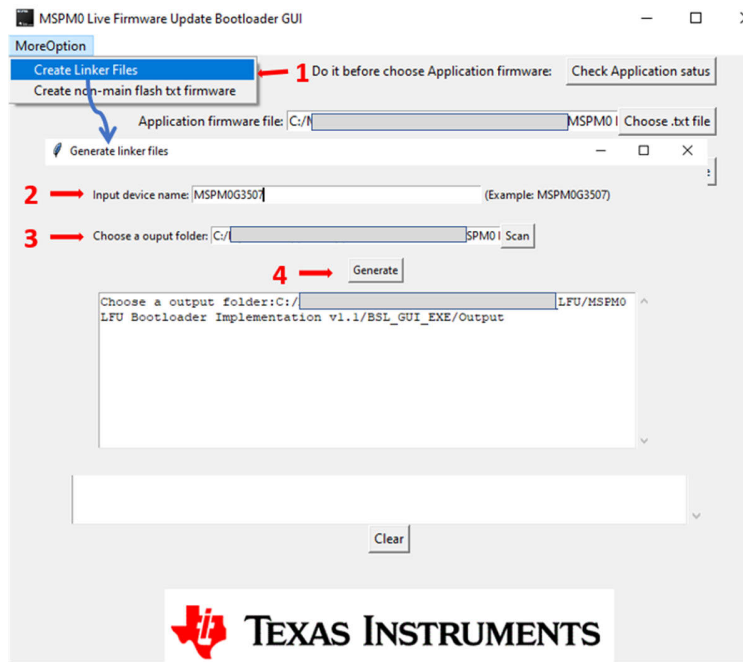 MSPM0 Live Firmware Update Bootloader GUI
MoreOption
Create Linker Files
1 Do it before choose Application firmware: Check Application satus
Create non-main flash txt firmware
Application firmware file: C:/ MSPM0 Choose .txt file
Generate linker files
2 Input device name: MSPM0G3507 (Example: MSPM0G3507)
3 Choose a ouput folder: C:/ SPM0 Scan
4 Generate
Choose a output folder:C:/ LFU/MSPM0
LFU Bootloader Implementation v1.1/BSL_GUI_EXE/Output
Clear
TEXAS INSTRUMENTS